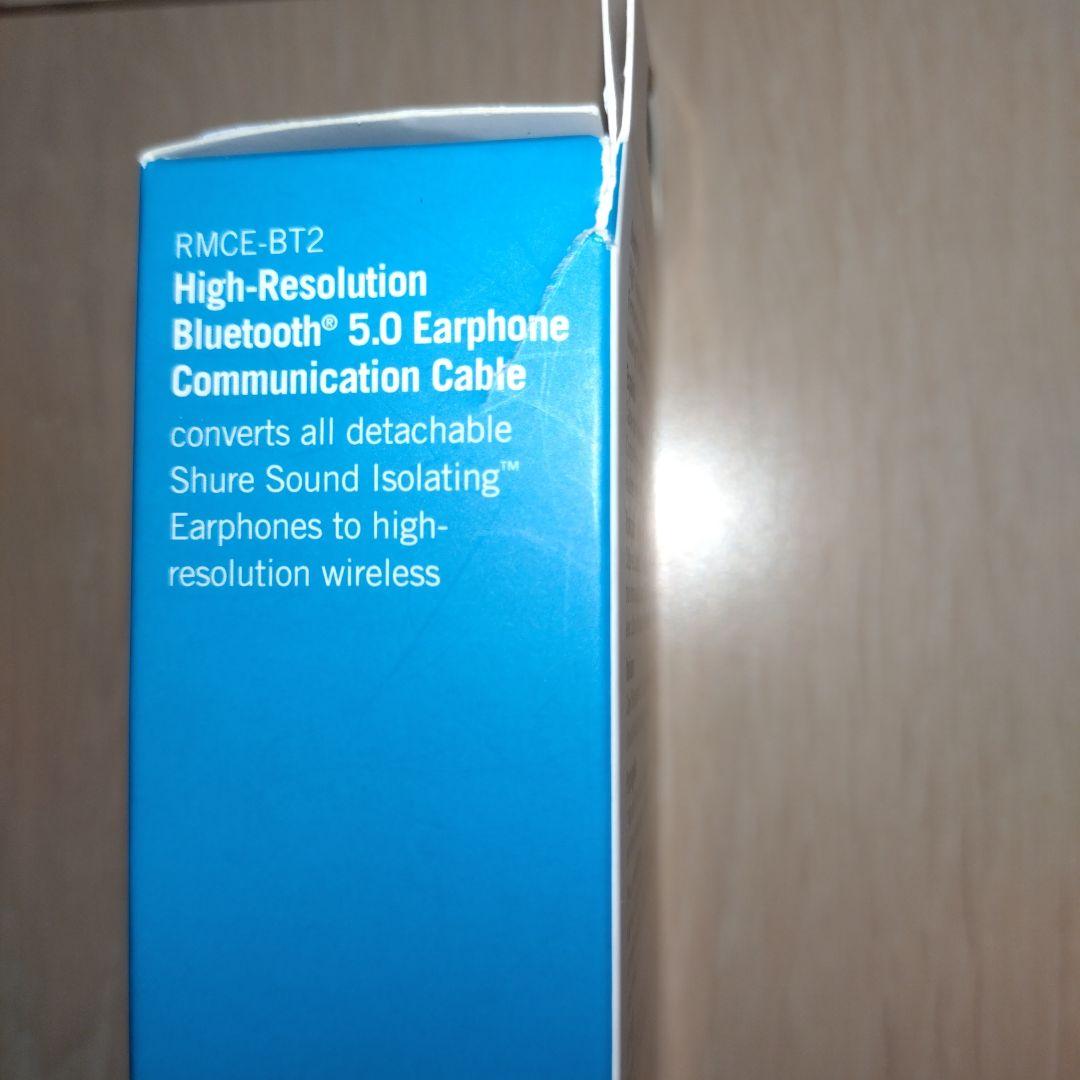 RMCE-BT2
High-Resolution
Bluetooth® 5.0 Earphone
Communication Cable
converts all detachable
Shure Sound Isolating™
Earphones to high-
resolution wireless